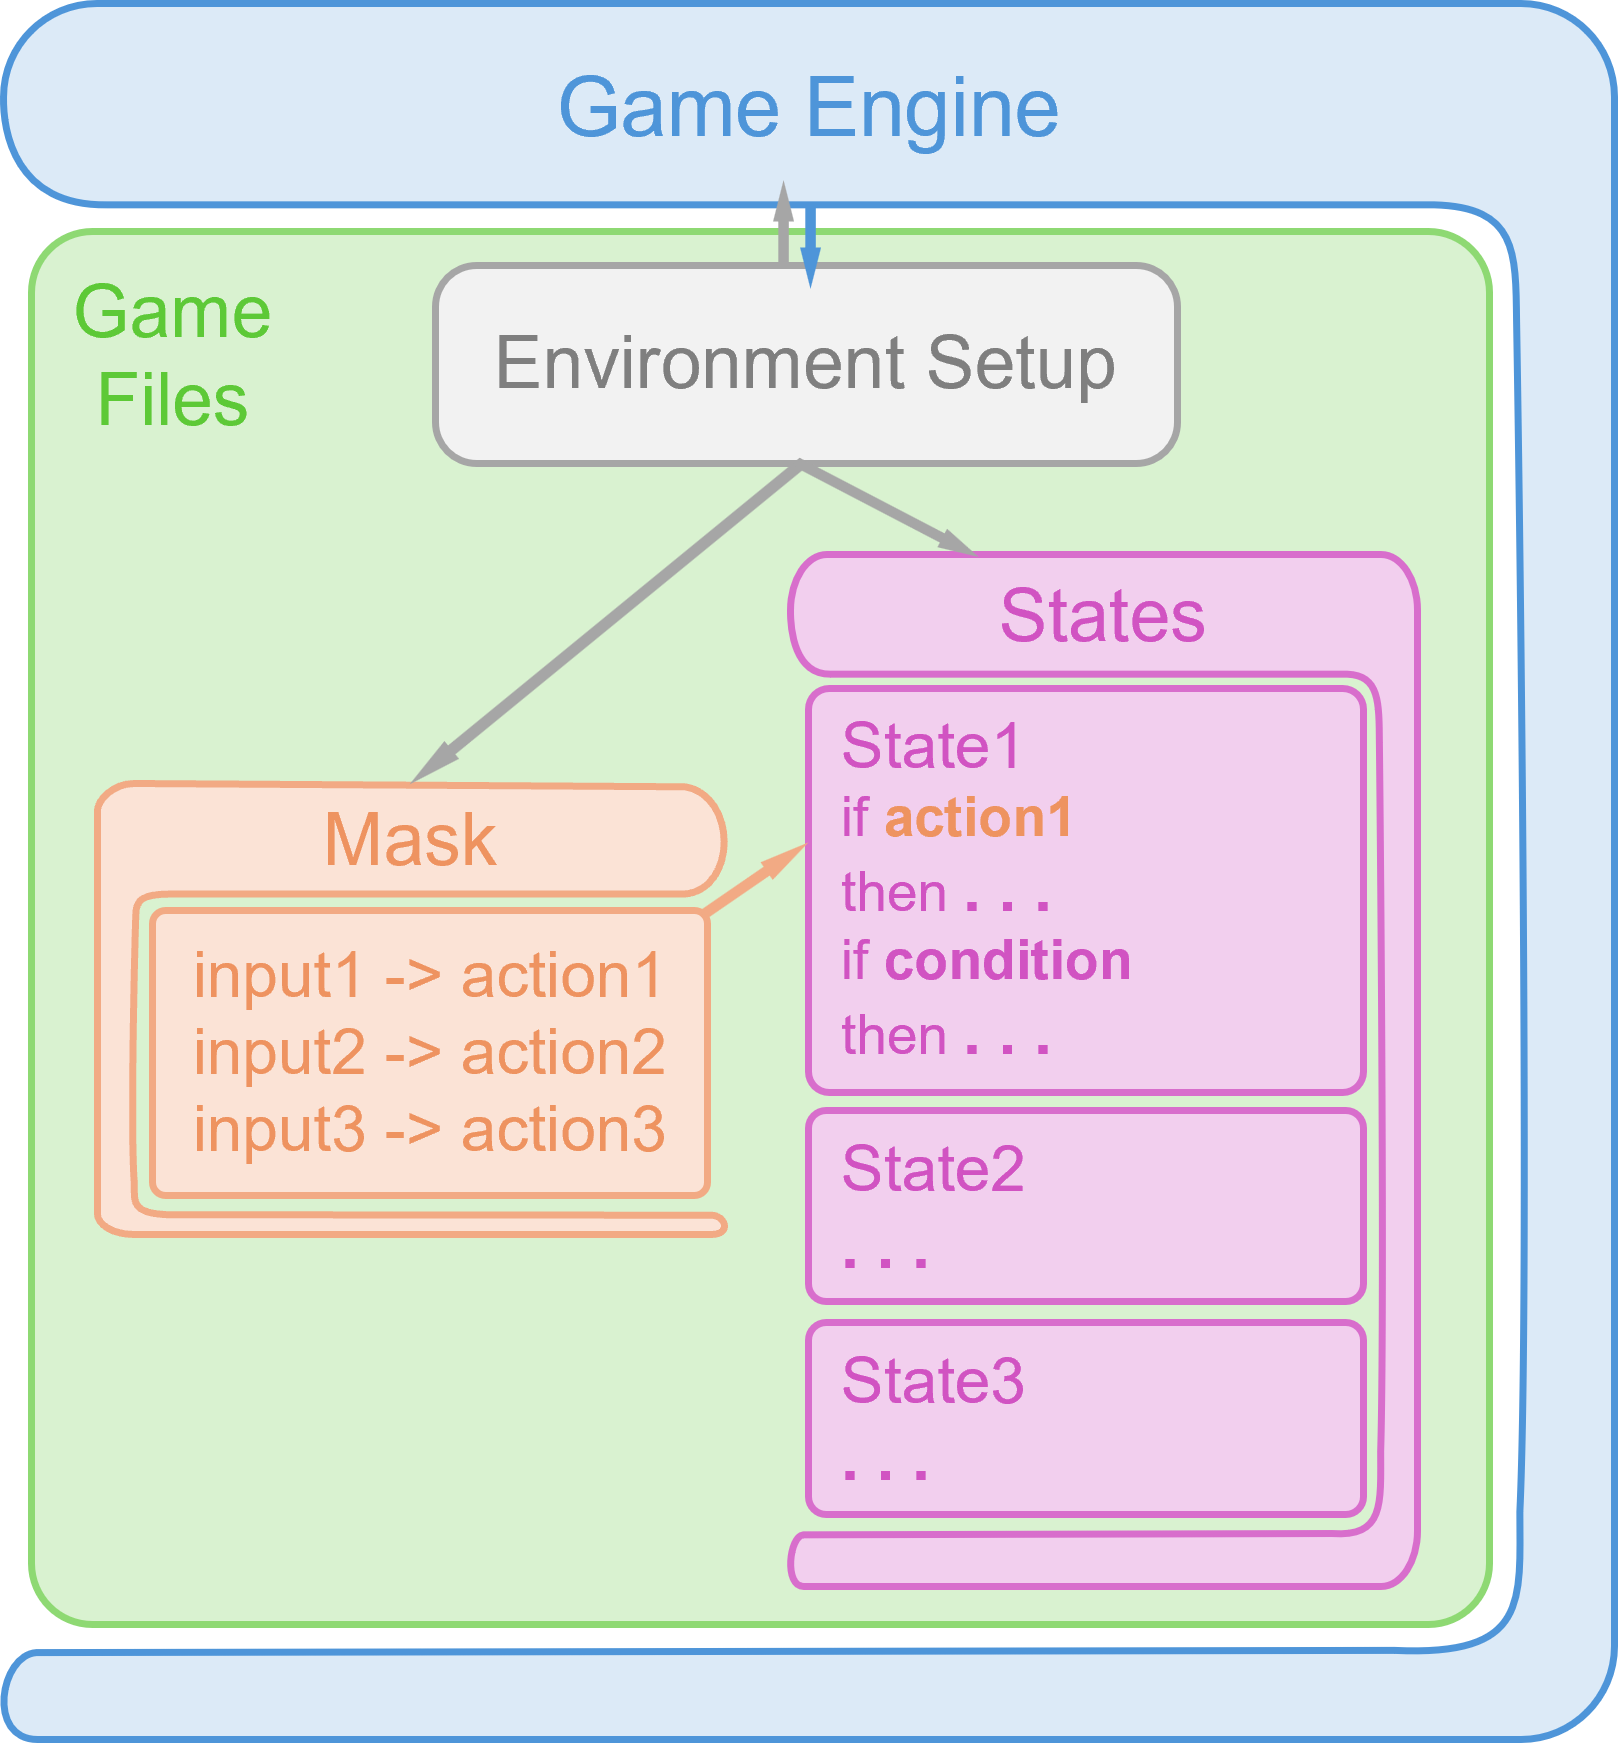 Game Engine
Game
Files
Environment Setup
States
State1
if action1
then . . .
if condition
then . . .
Mask
input1 -> action1
input2 -> action2
input3 -> action3
State2
. . .
State3
. . .